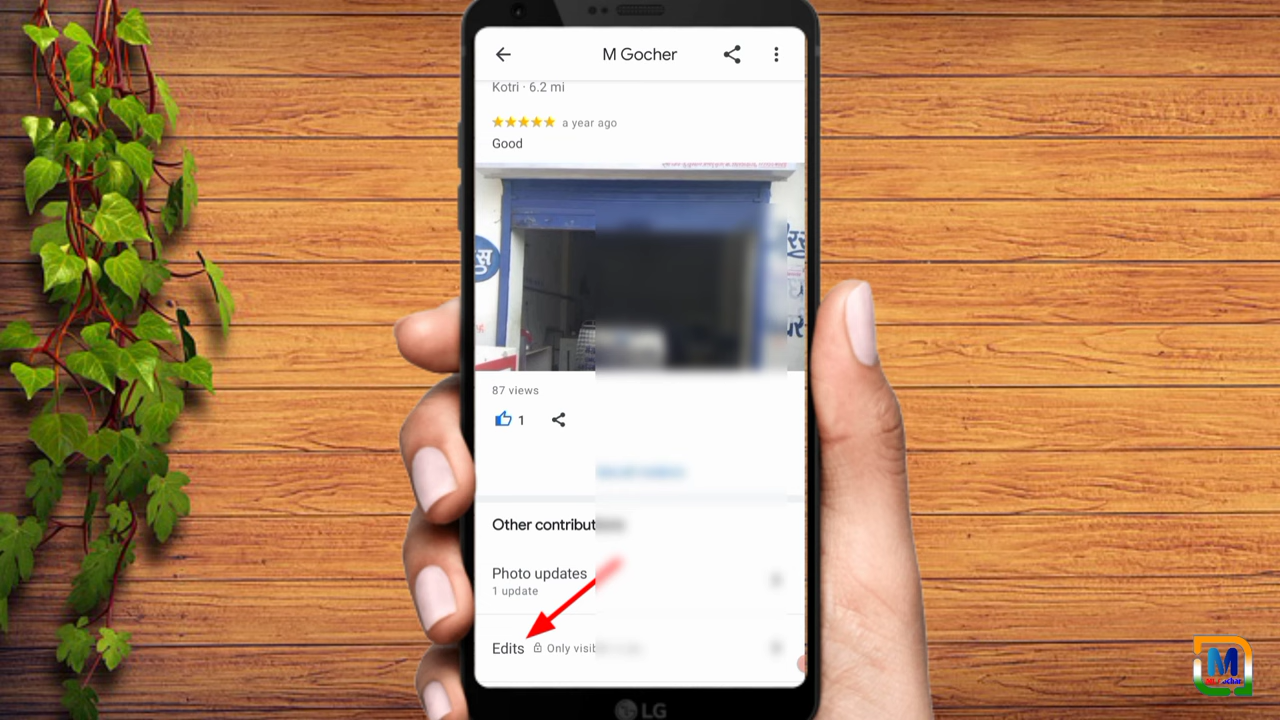 M Gocher
Kotri · 6.2 mi
a year ago
Good
87 views
1
Other contribut
Photo updates
1 update
Edits Only visib
LG
M